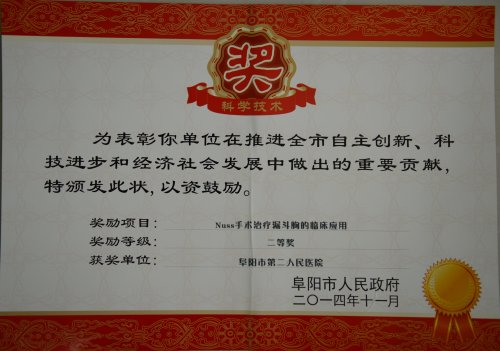 奖
科学技术
为表彰你单位在推进全市自主创新、科
技进步和经济社会发展中做出的重要贡献，
特颁发此状，以资鼓励。
奖励项目：Nuss手术治疗漏斗胸的临床应用
奖励等级：二等奖
获奖单位：阜阳市第二人民医院
阜阳市人民政府
二〇一四年十一月